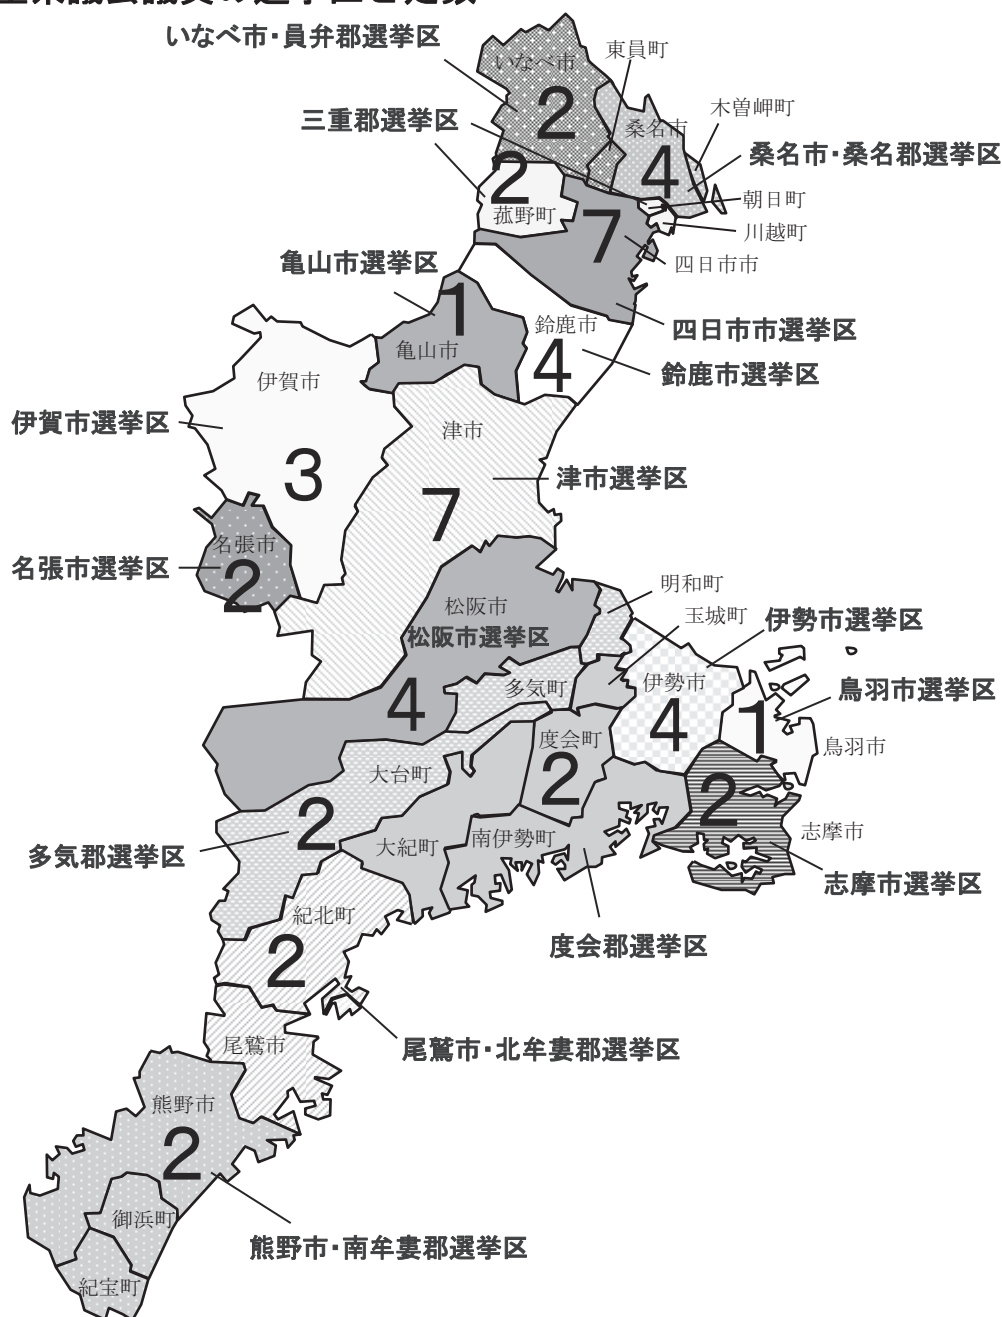 いなべ市・員弁郡選挙区
東員町
いなべ市
2
木曽岬町
三重郡選挙区
桑名市
4
桑名市・桑名郡選挙区
2
菰野町
朝日町
7
川越町
四日市市
亀山市選挙区
1
亀山市
鈴鹿市
4
四日市市選挙区
鈴鹿市選挙区
伊賀市
伊賀市選挙区
3
津市
津市選挙区
7
名張市
名張市選挙区
2
明和町
松阪市
玉城町
伊勢市選挙区
松阪市選挙区
4
多気町
伊勢市
4
鳥羽市選挙区
1
鳥羽市
度会町
2
大台町
2
2
志摩市
南伊勢町
大紀町
多気郡選挙区
志摩市選挙区
紀北町
2
度会郡選挙区
尾鷲市
尾鷲市・北牟婁郡選挙区
熊野市
2
御浜町
熊野市・南牟婁郡選挙区
紀宝町